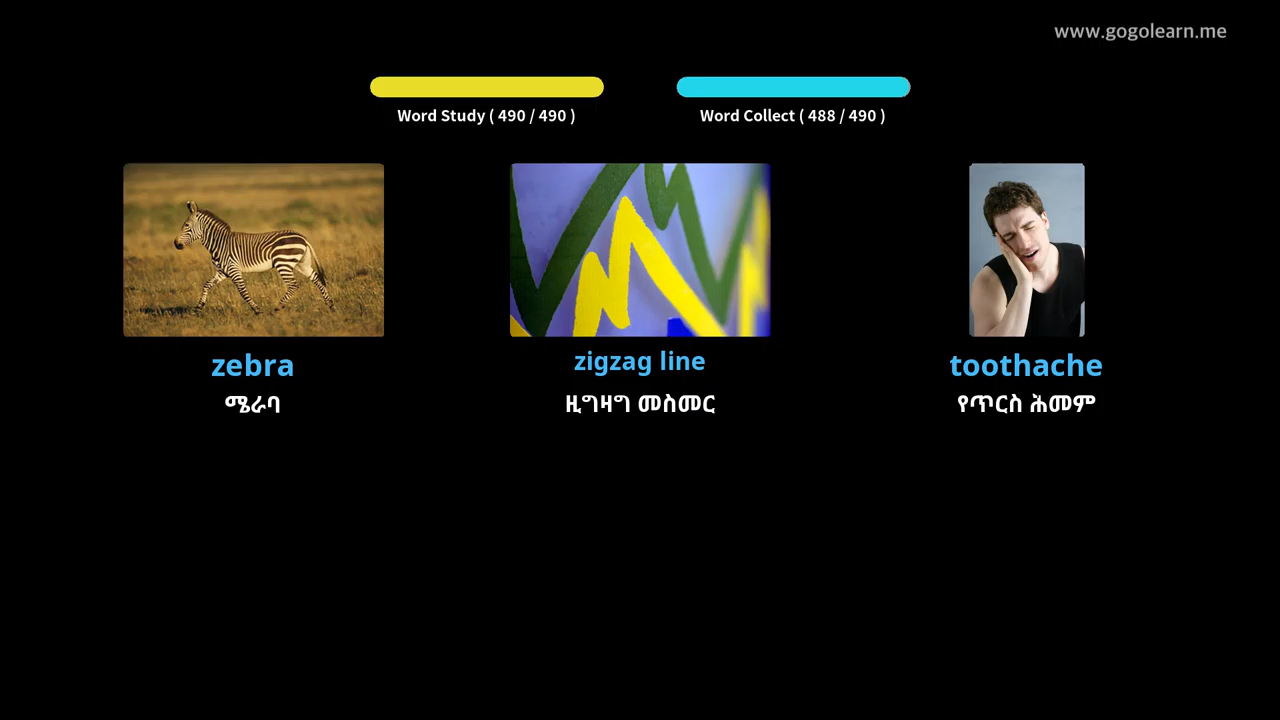 www.gogolearn.me
Word Study ( 490 / 490 )
Word Collect ( 488 / 490 )
zebra
zigzag line
toothache
ሜራባ
ዚግዛግ መስመር
የጥርስ ሕመም